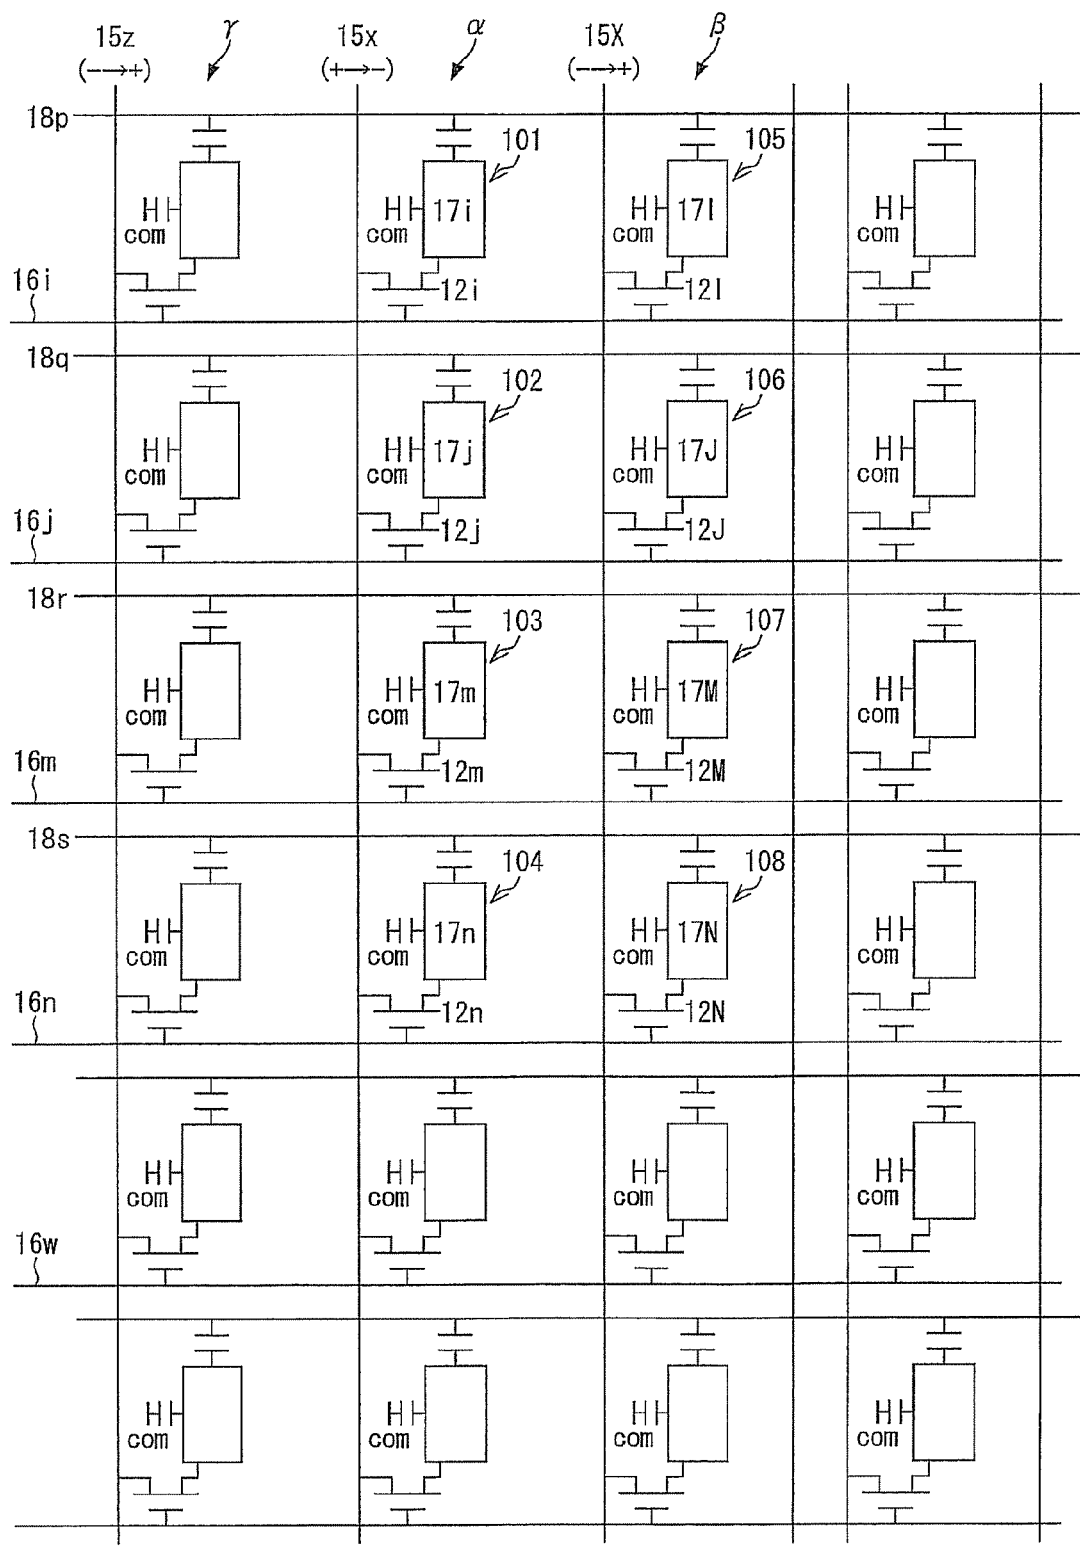 15z γ 15x α 15X β
(-→+) (+→-) (-→+)
18p
101 105
17i 17I
com com com com
16i 12i 12I
18q
102 106
17j 17J
com com com com
16j 12j 12J
18r
103 107
17m 17M
com com com com
16m 12m 12M
18s
104 108
17n 17N
com com com com
16n 12n 12N
com com com com
16w
com com com com